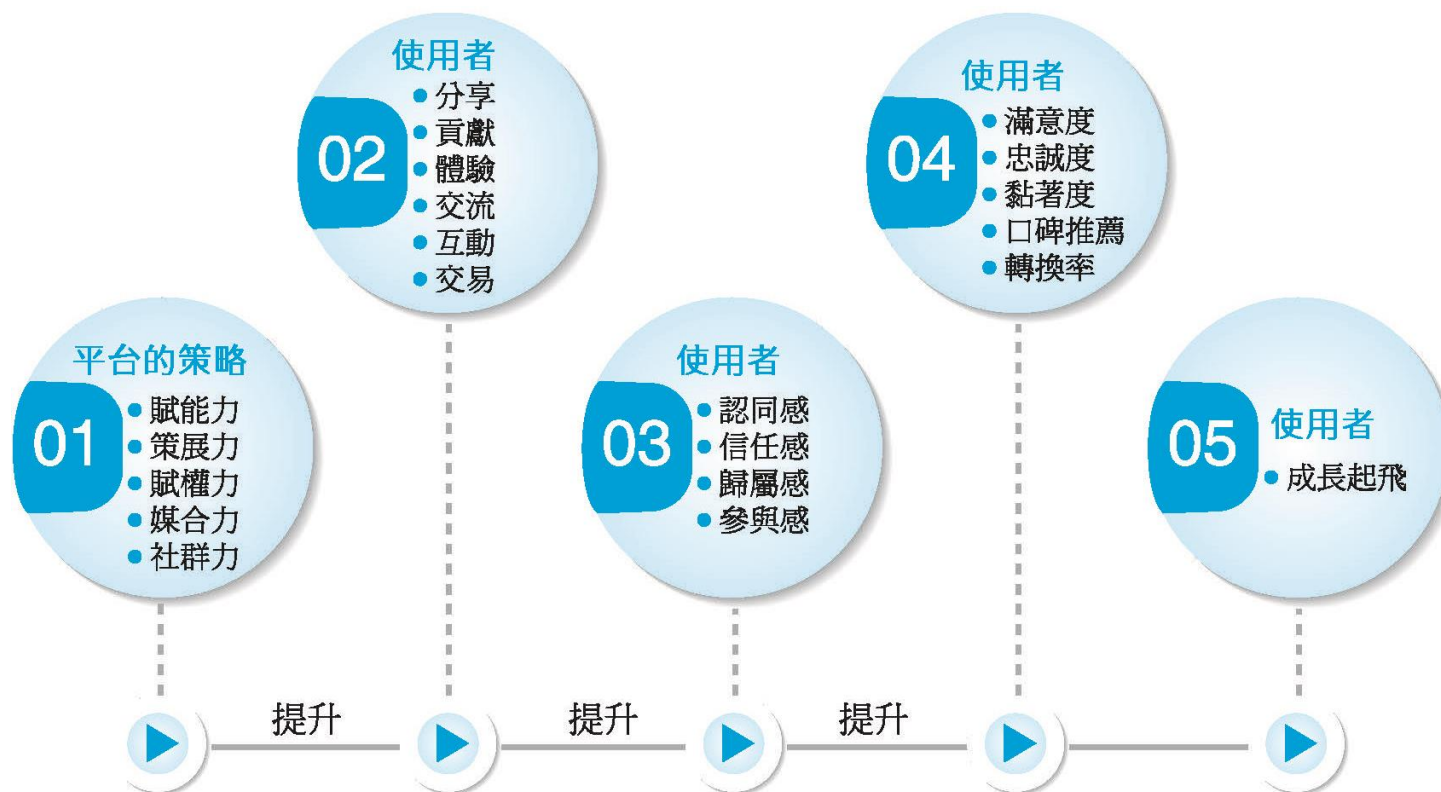 平台的策略
01
賦能力
策展力
賦權力
媒合力
社群力
使用者
02
分享
貢獻
體驗
交流
互動
交易
使用者
03
認同感
信任感
歸屬感
參與感
使用者
04
滿意度
忠誠度
黏著度
口碑推薦
轉換率
使用者
05
成長起飛
提升
提升
提升